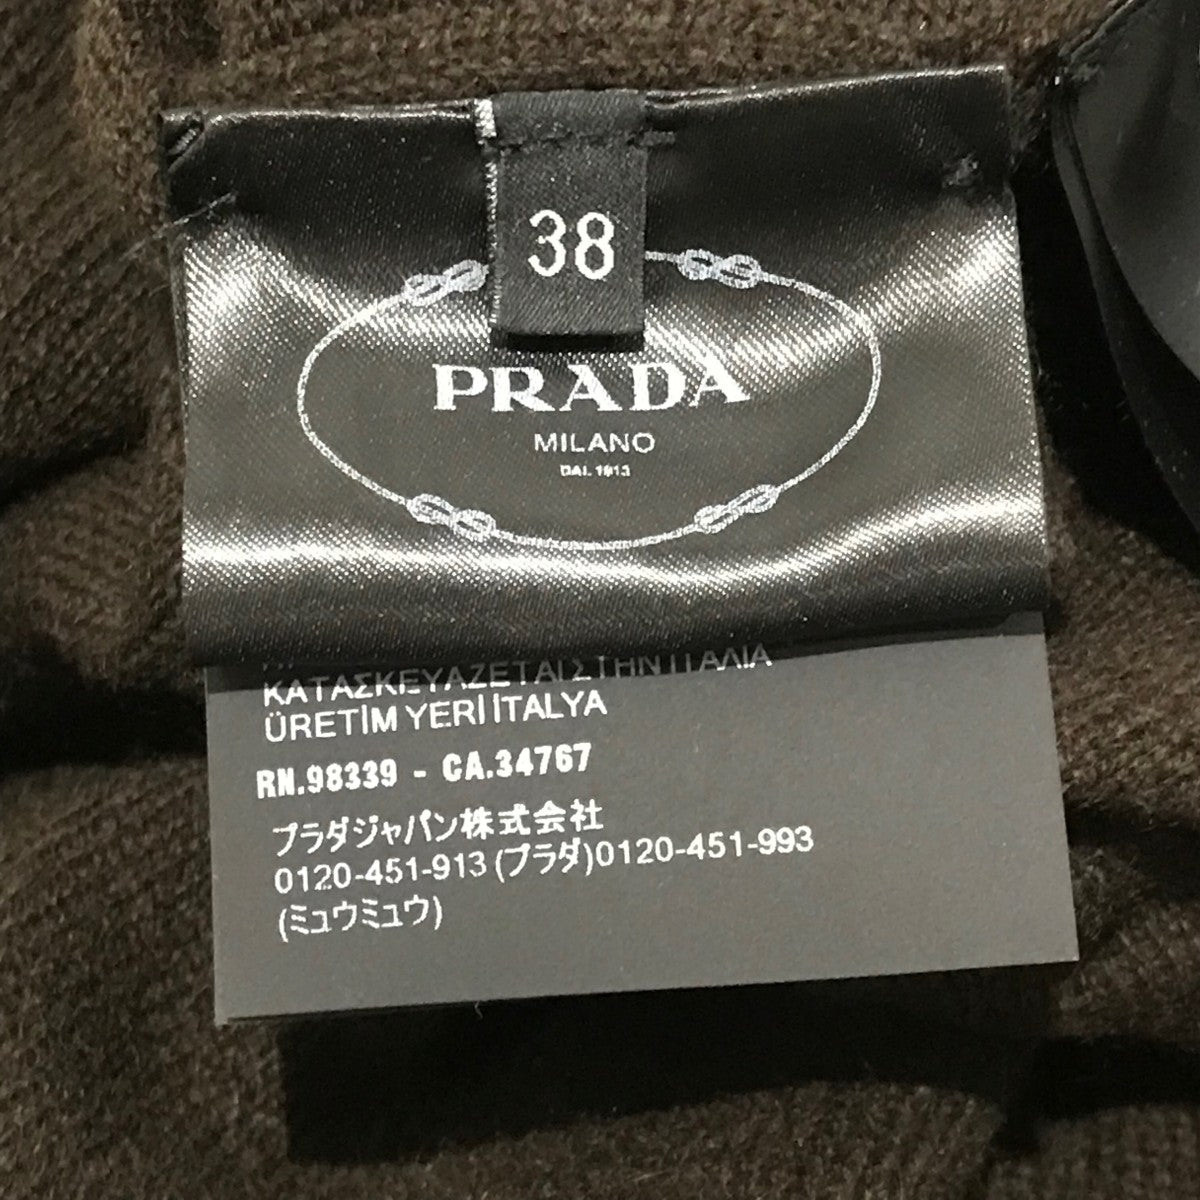 38
PRADA
MILANO
DAL 1913
ΚΑΤΑΣΚΕΥΑΖΕΤΑΙ ΣΤΗΝ ΙΤΑΛΙΑ
ÜRETİM YERİ İTALYA
RN.98339 - CA.34767
プラダジャパン株式会社
0120-451-913 (プラダ)0120-451-993
(ミュウミュウ)